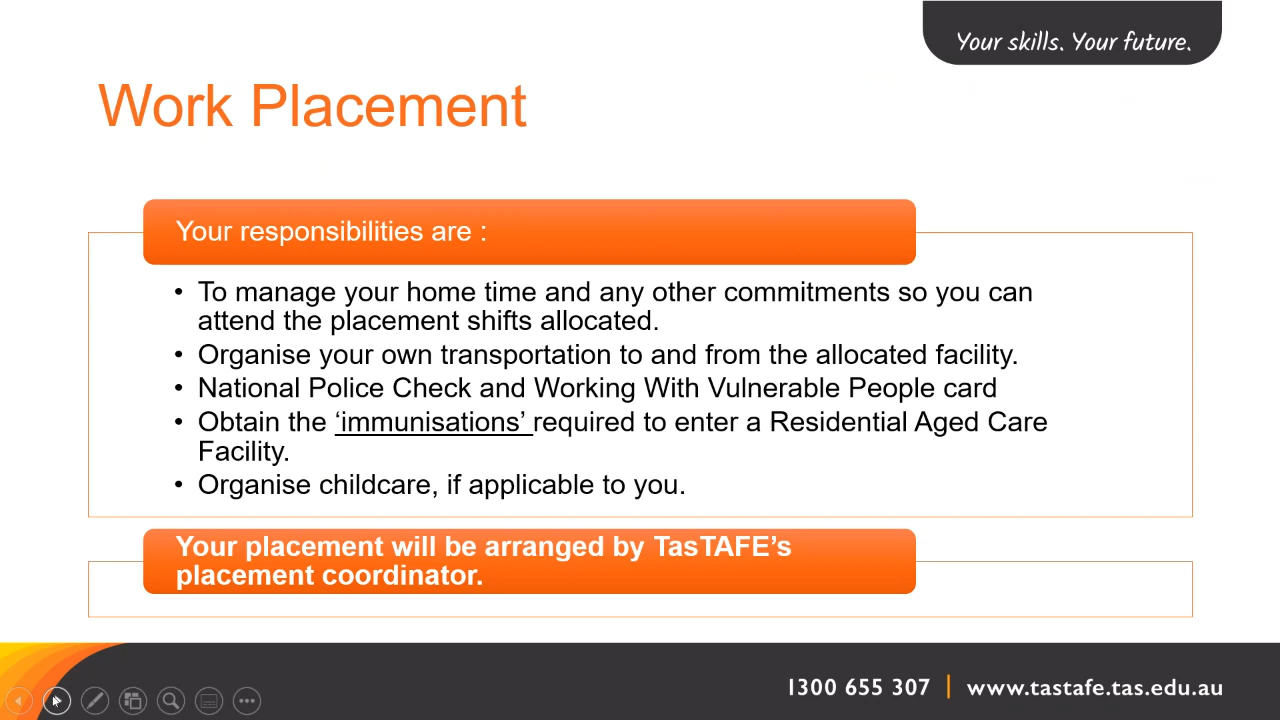 Your skills. Your future.
Work Placement
Your responsibilities are :
• To manage your home time and any other commitments so you can
attend the placement shifts allocated.
• Organise your own transportation to and from the allocated facility.
• National Police Check and Working With Vulnerable People card
• Obtain the ‘immunisations’ required to enter a Residential Aged Care
Facility.
• Organise childcare, if applicable to you.
Your placement will be arranged by TasTAFE’s
placement coordinator.
1300 655 307 | www.tastafe.tas.edu.au